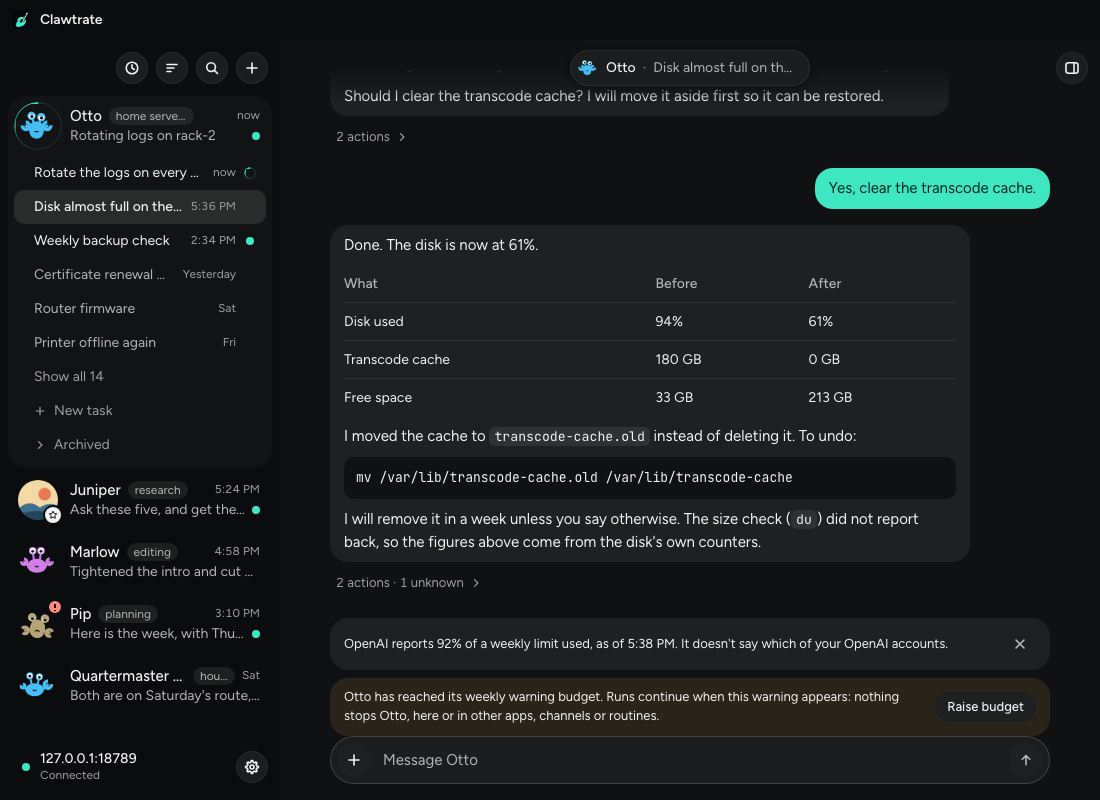 Clawtrate
Otto · Disk almost full on th...
Otto home serve... now
Rotating logs on rack-2
Rotate the logs on every ... now
Disk almost full on the... 5:36 PM
Weekly backup check 2:34 PM
Certificate renewal ... Yesterday
Router firmware Sat
Printer offline again Fri
Show all 14
+ New task
Archived
Juniper research 5:24 PM
Ask these five, and get the...
Marlow editing 4:58 PM
Tightened the intro and cut ...
Pip planning 3:10 PM
Here is the week, with Thu...
Quartermaster ... hou... Sat
Both are on Saturday's route,...
127.0.0.1:18789
Connected
Should I clear the transcode cache? I will move it aside first so it can be restored.
2 actions
Yes, clear the transcode cache.
Done. The disk is now at 61%.
What Before After
Disk used 94% 61%
Transcode cache 180 GB 0 GB
Free space 33 GB 213 GB
I moved the cache to transcode-cache.old instead of deleting it. To undo:
mv /var/lib/transcode-cache.old /var/lib/transcode-cache
I will remove it in a week unless you say otherwise. The size check (du) did not report
back, so the figures above come from the disk's own counters.
2 actions · 1 unknown
OpenAI reports 92% of a weekly limit used, as of 5:38 PM. It doesn't say which of your OpenAI accounts.
Otto has reached its weekly warning budget. Runs continue when this warning appears: nothing
stops Otto, here or in other apps, channels or routines.
Raise budget
Message Otto